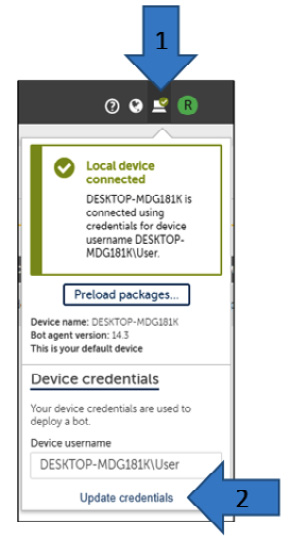 1
R
Local device
connected
DESKTOP-MDG181K is
connected using
credentials for device
username DESKTOP-
MDG181K\User.
Preload packages...
Device name: DESKTOP-MDG181K
Bot agent version: 14.3
This is your default device
Device credentials
Your device credentials are used to
deploy a bot.
Device username
DESKTOP-MDG181K\User
Update credentials
2